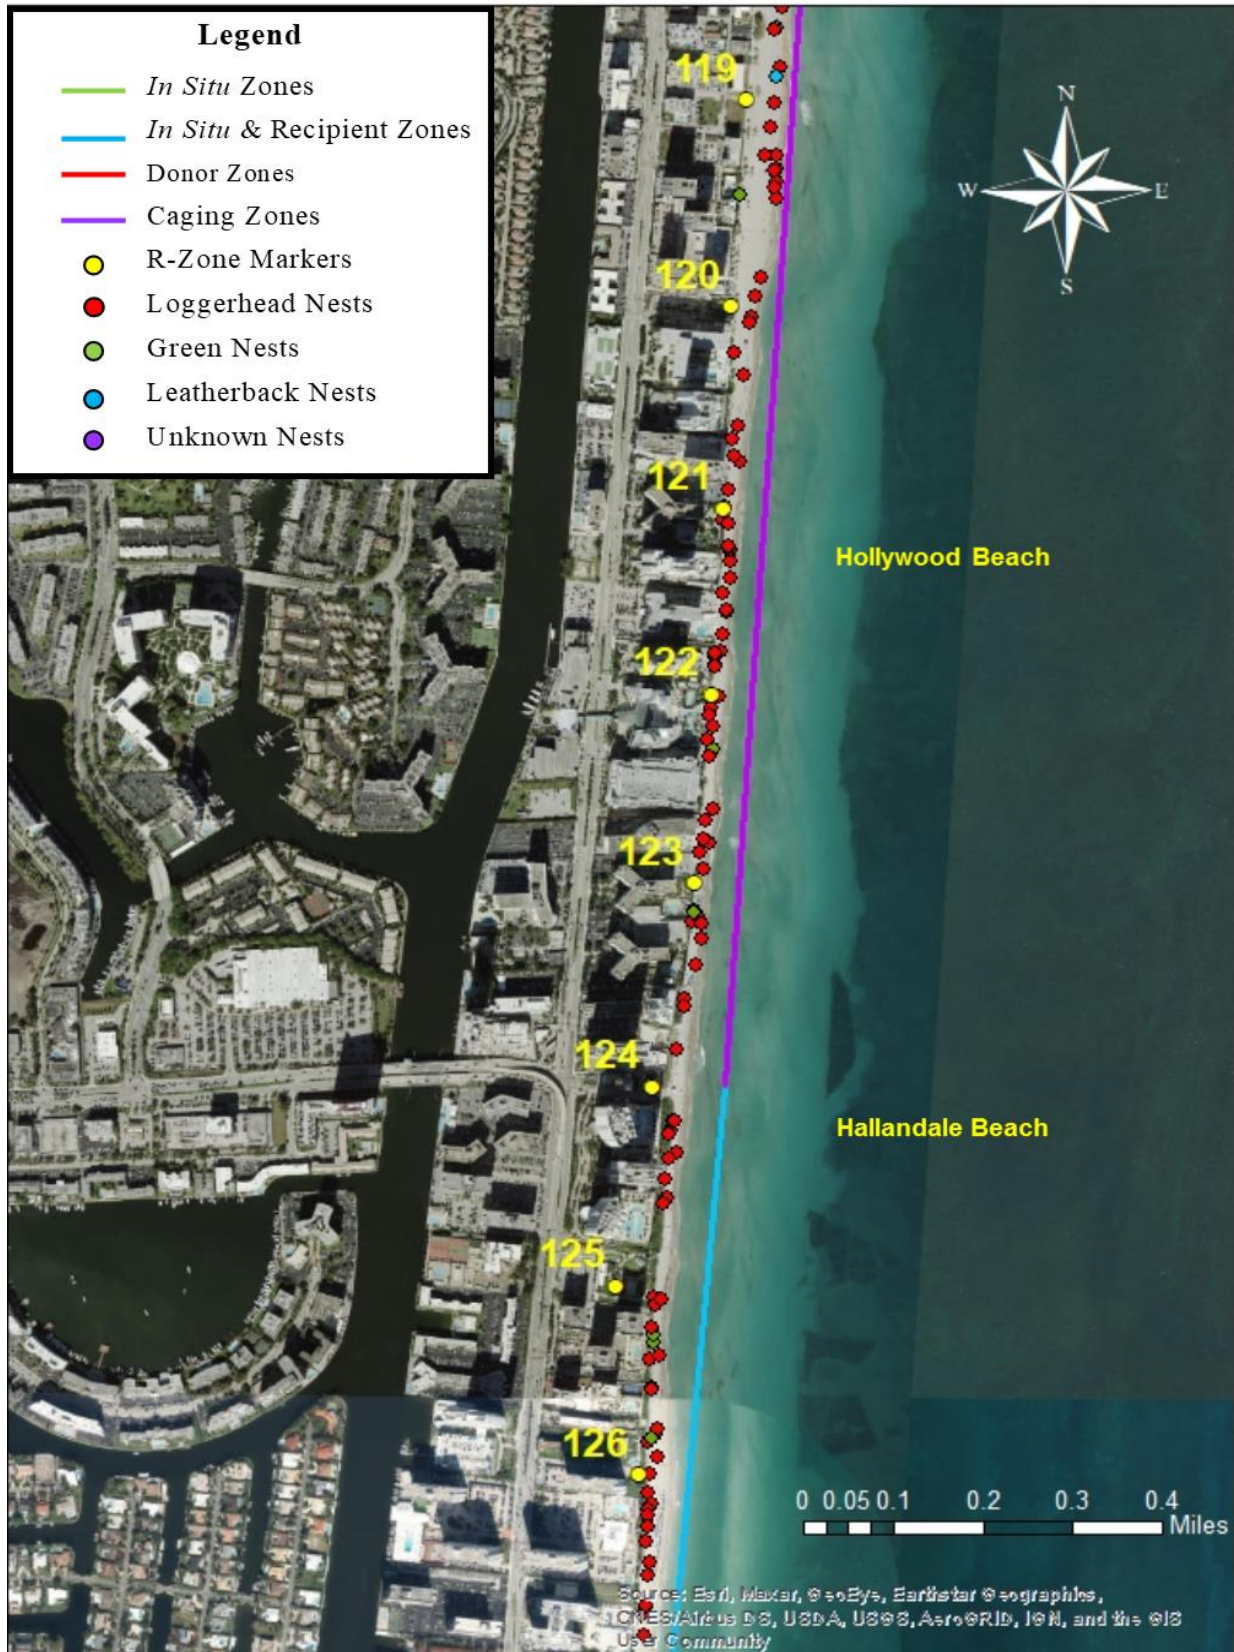 Legend
In Situ Zones
In Situ & Recipient Zones
Donor Zones
Caging Zones
R-Zone Markers
Loggerhead Nests
Green Nests
Leatherback Nests
Unknown Nests
N
W E
S
119
120
121
122
123
124
125
126
Hollywood Beach
Hallandale Beach
0 0.05 0.1 0.2 0.3 0.4
Miles
Source: Esri, Maxar, GeoEye, Earthstar Geographics,
CNES/Airbus DS, USDA, USGS, AeroGRID, IGN, and the GIS
User Community